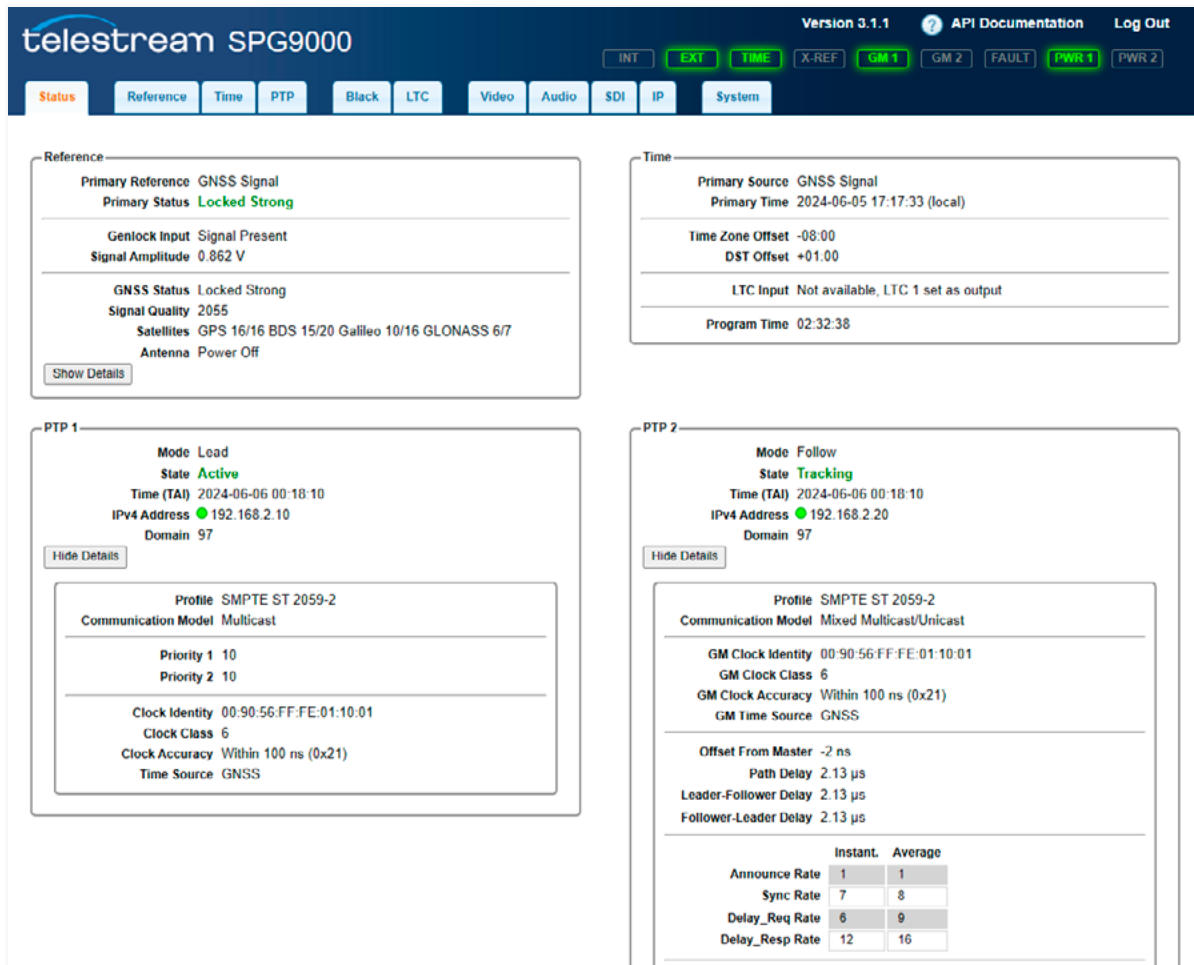 telestream SPG9000
Version 3.1.1 ? API Documentation Log Out
INT EXT TIME X-REF GM 1 GM 2 FAULT PWR 1 PWR 2
Status Reference Time PTP Black LTC Video Audio SDI IP System
Reference
Primary Reference GNSS Signal
Primary Status Locked Strong
Genlock Input Signal Present
Signal Amplitude 0.862 V
GNSS Status Locked Strong
Signal Quality 2055
Satellites GPS 16/16 BDS 15/20 Galileo 10/16 GLONASS 6/7
Antenna Power Off
Show Details
Time
Primary Source GNSS Signal
Primary Time 2024-06-05 17:17:33 (local)
Time Zone Offset -08:00
DST Offset +01:00
LTC Input Not available, LTC 1 set as output
Program Time 02:32:38
PTP 1
Mode Lead
State Active
Time (TAI) 2024-06-06 00:18:10
IPv4 Address 192.168.2.10
Domain 97
Hide Details
Profile SMPTE ST 2059-2
Communication Model Multicast
Priority 1 10
Priority 2 10
Clock Identity 00:90:56:FF:FE:01:10:01
Clock Class 6
Clock Accuracy Within 100 ns (0x21)
Time Source GNSS
PTP 2
Mode Follow
State Tracking
Time (TAI) 2024-06-06 00:18:10
IPv4 Address 192.168.2.20
Domain 97
Hide Details
Profile SMPTE ST 2059-2
Communication Model Mixed Multicast/Unicast
GM Clock Identity 00:90:56:FF:FE:01:10:01
GM Clock Class 6
GM Clock Accuracy Within 100 ns (0x21)
GM Time Source GNSS
Offset From Master -2 ns
Path Delay 2.13 µs
Leader-Follower Delay 2.13 µs
Follower-Leader Delay 2.13 µs
Instant. Average
Announce Rate 1 1
Sync Rate 7 8
Delay_Req Rate 6 9
Delay_Resp Rate 12 16